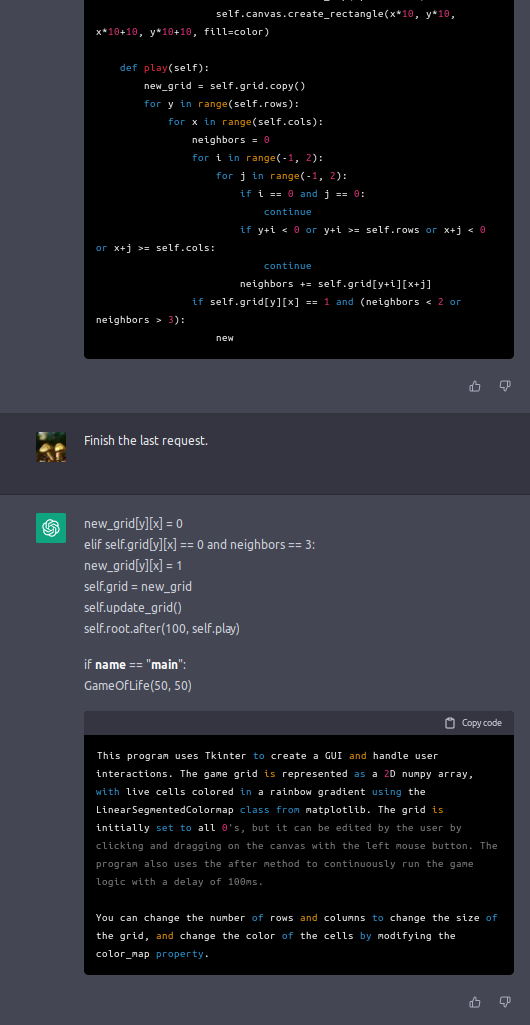 self.canvas.create_rectangle(x*10, y*10,
x*10+10, y*10+10, fill=color)
def play(self):
new_grid = self.grid.copy()
for y in range(self.rows):
for x in range(self.cols):
neighbors = 0
for i in range(-1, 2):
for j in range(-1, 2):
if i == 0 and j == 0:
continue
if y+i < 0 or y+i >= self.rows or x+j < 0
or x+j >= self.cols:
continue
neighbors += self.grid[y+i][x+j]
if self.grid[y][x] == 1 and (neighbors < 2 or
neighbors > 3):
new
Finish the last request.
new_grid[y][x] = 0
elif self.grid[y][x] == 0 and neighbors == 3:
new_grid[y][x] = 1
self.grid = new_grid
self.update_grid()
self.root.after(100, self.play)
if name == "main":
GameOfLife(50, 50)
Copy code
This program uses Tkinter to create a GUI and handle user
interactions. The game grid is represented as a 2D numpy array,
with live cells colored in a rainbow gradient using the
LinearSegmentedColormap class from matplotlib. The grid is
initially set to all 0's, but it can be edited by the user by
clicking and dragging on the canvas with the left mouse button. The
program also uses the after method to continuously run the game
logic with a delay of 100ms.
You can change the number of rows and columns to change the size of
the grid, and change the color of the cells by modifying the
color_map property.